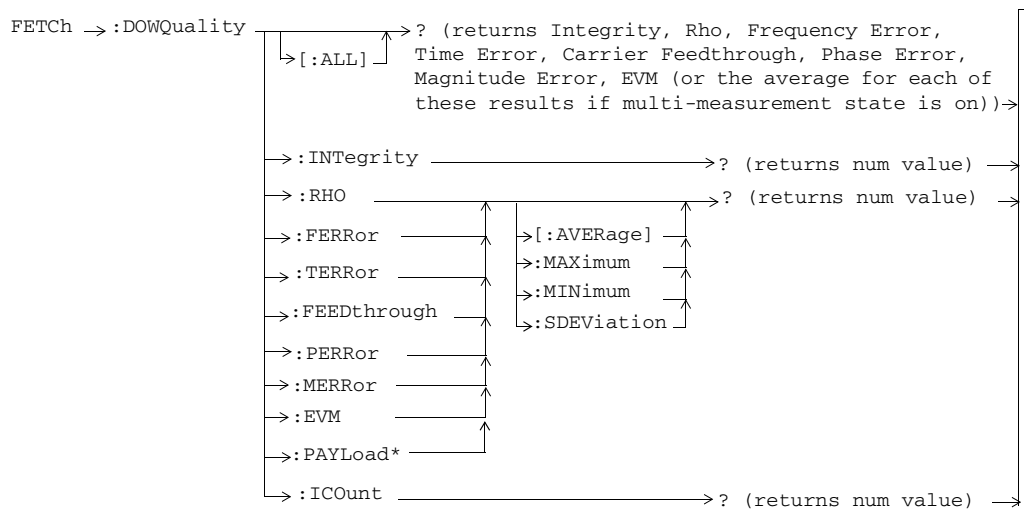 FETCh :DOWQuality ? (returns Integrity, Rho, Frequency Error,
[:ALL] Time Error, Carrier Feedthrough, Phase Error,
Magnitude Error, EVM (or the average for each of
these results if multi-measurement state is on))
:INTegrity ? (returns num value)
:RHO ? (returns num value)
:FERRor [:AVERage]
:TERRor :MAXimum
:MINimum
:FEEDthrough :SDEViation
:PERRor
:MERRor
:EVM
:PAYLoad*
:ICOunt ? (returns num value)